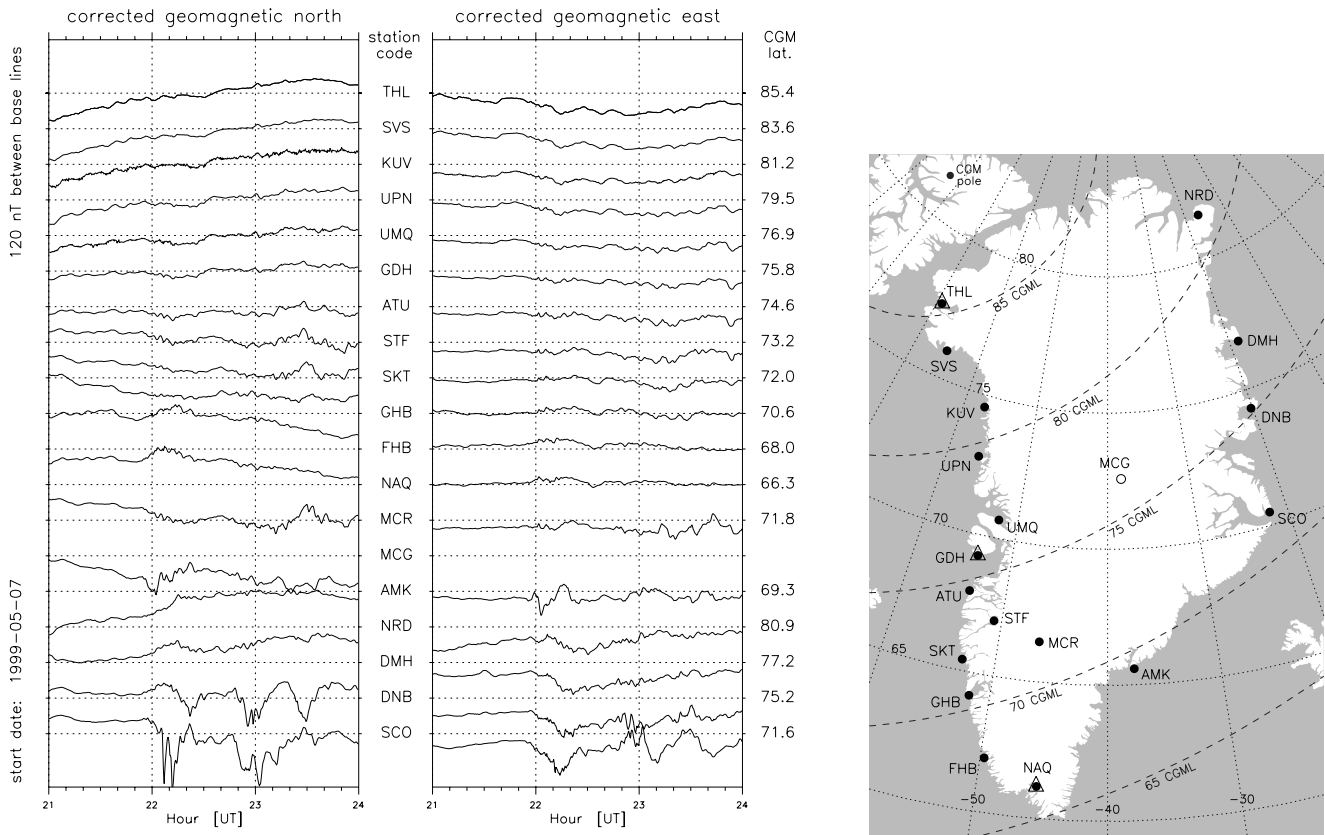 corrected geomagnetic north
station code
corrected geomagnetic east
CGM lat.
120 nT between base lines
start date: 1999-05-07
THL 85.4
SVS 83.6
KUV 81.2
UPN 79.5
UMQ 76.9
GDH 75.8
ATU 74.6
STF 73.2
SKT 72.0
GHB 70.6
FHB 68.0
NAQ 66.3
MCR 71.8
MCG
AMK 69.3
NRD 80.9
DMH 77.2
DNB 75.2
SCO 71.6
21 22 23 24
Hour [UT]
21 22 23 24
Hour [UT]
CGM pole
NRD
80
THL
85 CGML
DMH
SVS
75
KUV
80 CGML
DNB
UPN
MCG
70
UMQ
75 CGML
SCO
GDH
ATU
STF
65
SKT
MCR
AMK
GHB
70 CGML
FHB
NAQ
65 CGML
-50
-40
-30